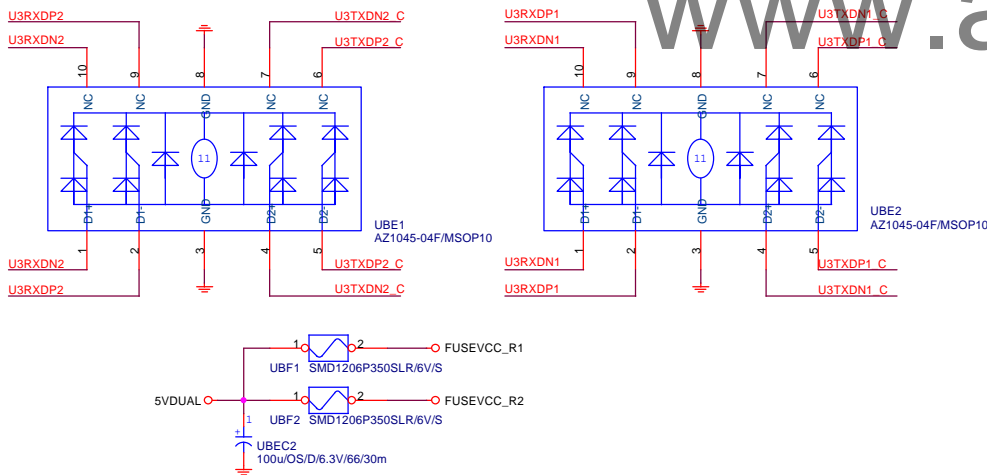 U3RXDP2
U3TXDN2_C
U3RXDN2
U3TXDP2_C
10
9
8
7
6
NC
NC
GND
NC
NC
11
D1+
D1-
GND
D2+
D2-
UBE1
AZ1045-04F/MSOP10
1
2
3
4
5
U3RXDN2
U3TXDP2_C
U3RXDP2
U3TXDN2_C
www.a
U3RXDP1
U3TXDN1_C
U3RXDN1
U3TXDP1_C
10
9
8
7
6
NC
NC
GND
NC
NC
11
D1+
D1-
GND
D2+
D2-
UBE2
AZ1045-04F/MSOP10
1
2
3
4
5
U3RXDN1
U3TXDP1_C
U3RXDP1
U3TXDN1_C
1
2
FUSEVCC_R1
UBF1 SMD1206P350SLR/6V/S
5VDUAL
1
2
FUSEVCC_R2
UBF2 SMD1206P350SLR/6V/S
1
+
UBEC2
100u/OS/D/6.3V/66/30m